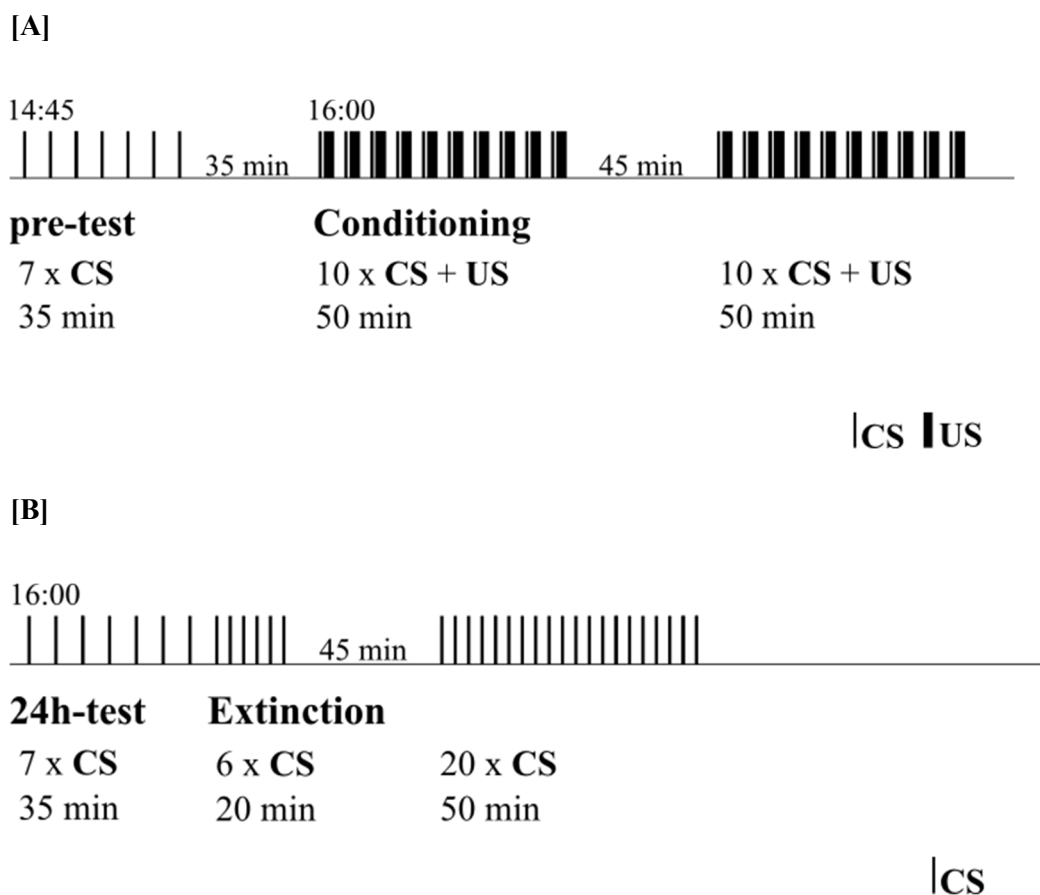 [A]
14:45 16:00
35 min 45 min
pre-test Conditioning
7 x CS 10 x CS + US 10 x CS + US
35 min 50 min 50 min
CS US
[B]
16:00
45 min
24h-test Extinction
7 x CS 6 x CS 20 x CS
35 min 20 min 50 min
CS